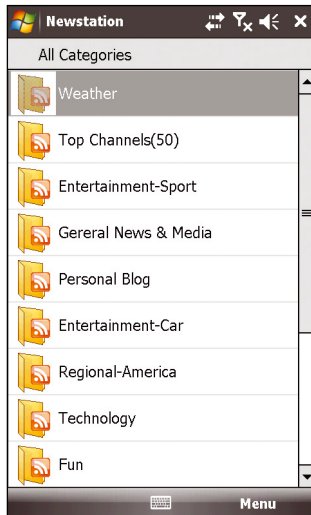 Newstation
All Categories
Weather
Top Channels(50)
Entertainment-Sport
Gereral News & Media
Personal Blog
Entertainment-Car
Regional-America
Technology
Fun
Menu